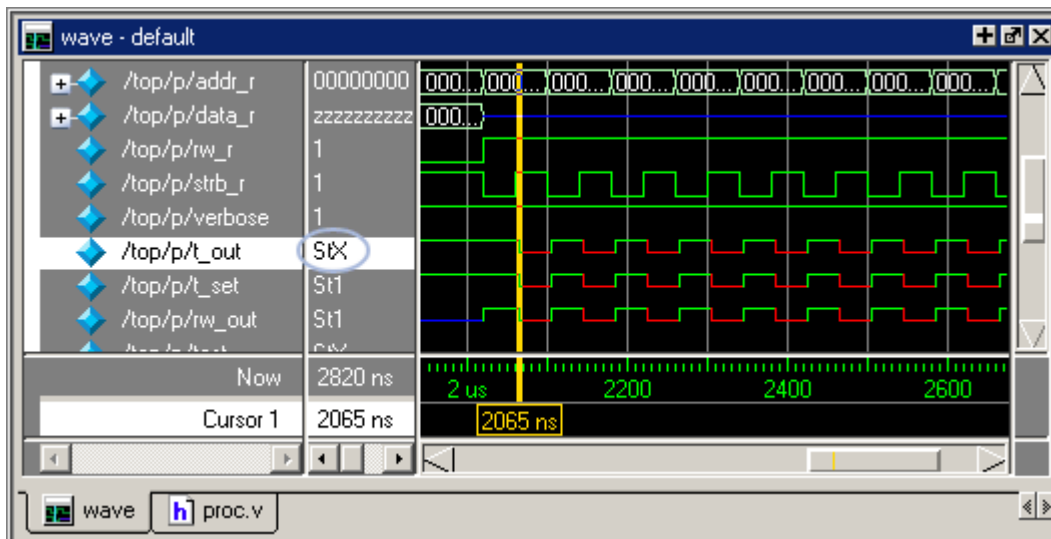 wave - default
/top/p/addr_r 00000000 000... 000... 000... 000... 000... 000... 000... 000... 000...
/top/p/data_r zzzzzzzzzz 000...
/top/p/rw_r 1
/top/p/strb_r 1
/top/p/verbose 1
/top/p/t_out StX
/top/p/t_set St1
/top/p/rw_out St1
Now 2820 ns 2 us 2200 2400 2600
Cursor 1 2065 ns 2065 ns
wave h proc.v